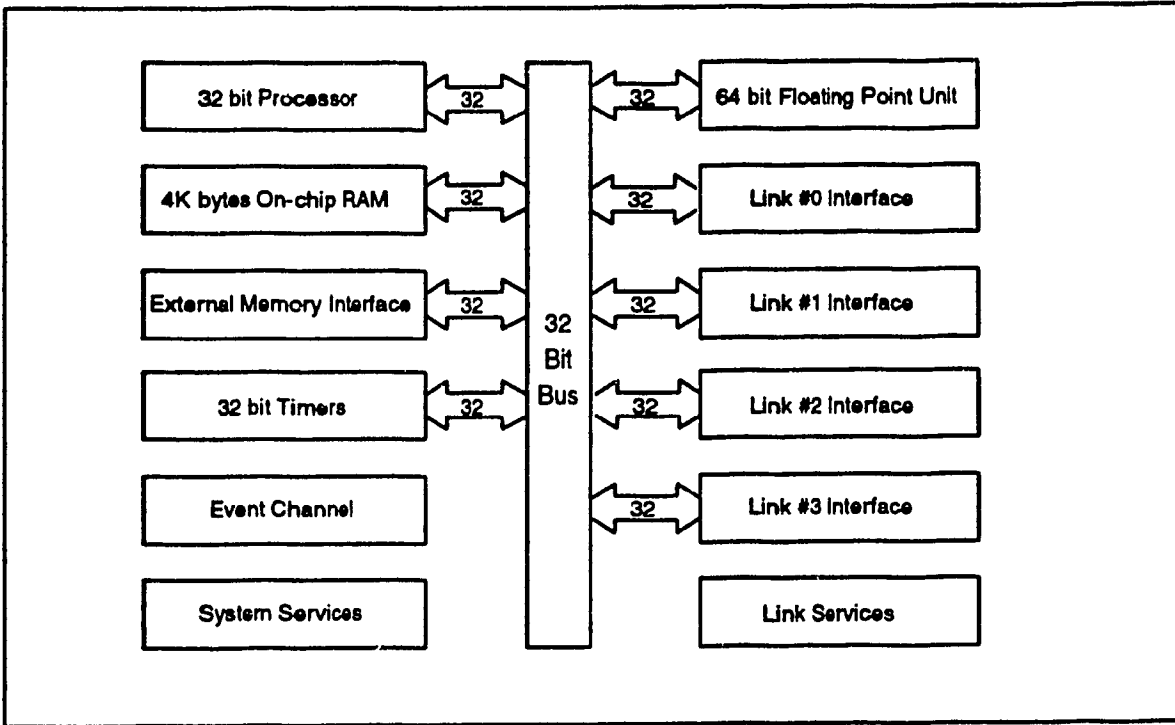 32 bit Processor
32
32
64 bit Floating Point Unit
4K bytes On-chip RAM
32
32
Link #0 Interface
External Memory Interface
32
32
Link #1 Interface
32
Bit
Bus
32 bit Timers
32
32
Link #2 Interface
Event Channel
32
Link #3 Interface
System Services
Link Services